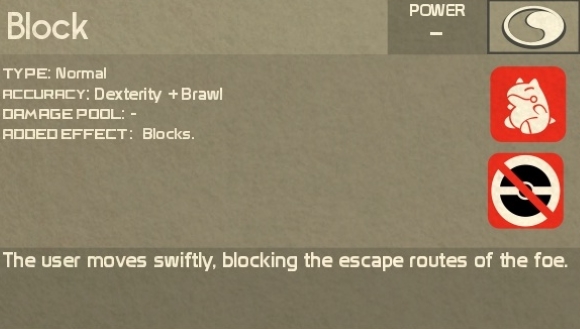 Block
POWER
–
TYPE: Normal
ACCURACY: Dexterity + Brawl
DAMAGE POOL: -
ADDED EFFECT: Blocks.
The user moves swiftly, blocking the escape routes of the foe.